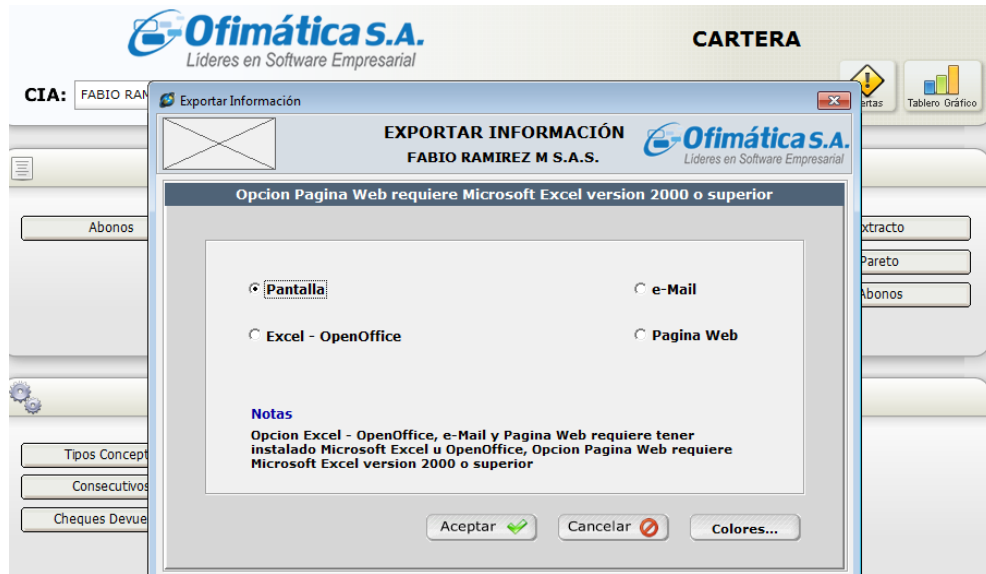 Ofimática S.A.
Lideres en Software Empresarial
CARTERA
CIA: FABIO RAM
ertas
Tablero Gráfico
Exportar Información
EXPORTAR INFORMACIÓN
FABIO RAMIREZ M S.A.S.
Ofimática S.A.
Lideres en Software Empresarial
Opcion Pagina Web requiere Microsoft Excel version 2000 o superior
Abonos
xtracto
Pareto
Abonos
Pantalla
e-Mail
Excel - OpenOffice
Pagina Web
Notas
Opcion Excel - OpenOffice, e-Mail y Pagina Web requiere tener
instalado Microsoft Excel u OpenOffice, Opcion Pagina Web requiere
Microsoft Excel version 2000 o superior
Tipos Concept
Consecutivos
Cheques Devue
Aceptar
Cancelar
Colores...